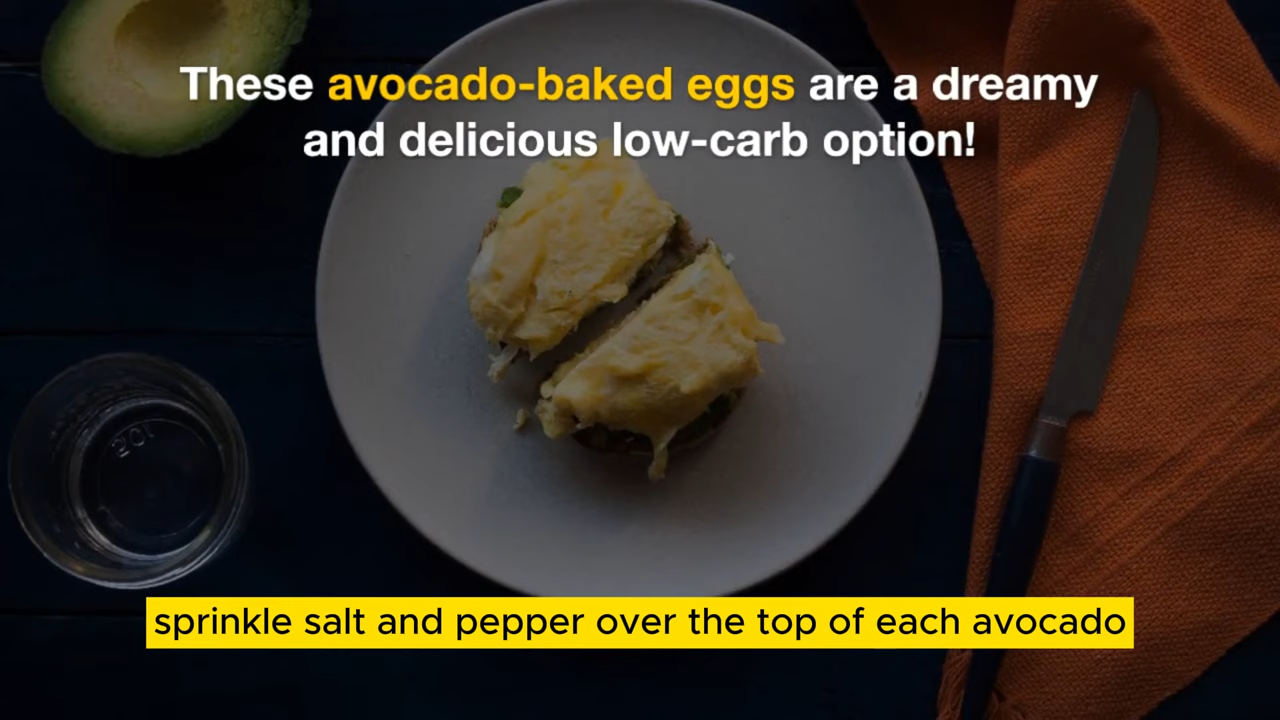 These avocado-baked eggs are a dreamy
and delicious low-carb option!
sprinkle salt and pepper over the top of each avocado